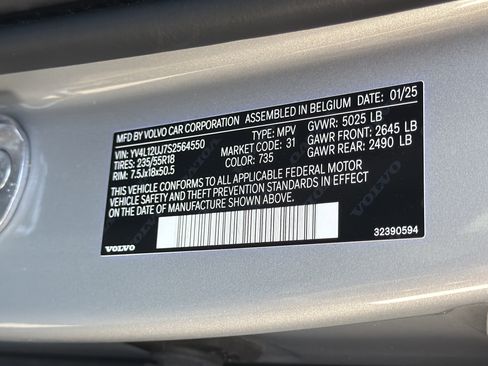 MFD BY VOLVO CAR CORPORATION ASSEMBLED IN BELGIUM DATE: 01/25
VIN: YV4L12UJ7S2564550 TYPE: MPV GVWR: 5025 LB
TIRES: 235/55R18 MARKET CODE: 31 GAWR FRONT: 2645 LB
RIM: 7.5Jx18x50.5 COLOR: 735 GAWR REAR: 2490 LB
THIS VEHICLE CONFORMS TO ALL APPLICABLE FEDERAL MOTOR
VEHICLE SAFETY AND THEFT PREVENTION STANDARDS IN EFFECT
ON THE DATE OF MANUFACTURE SHOWN ABOVE.
VOLVO 32390594